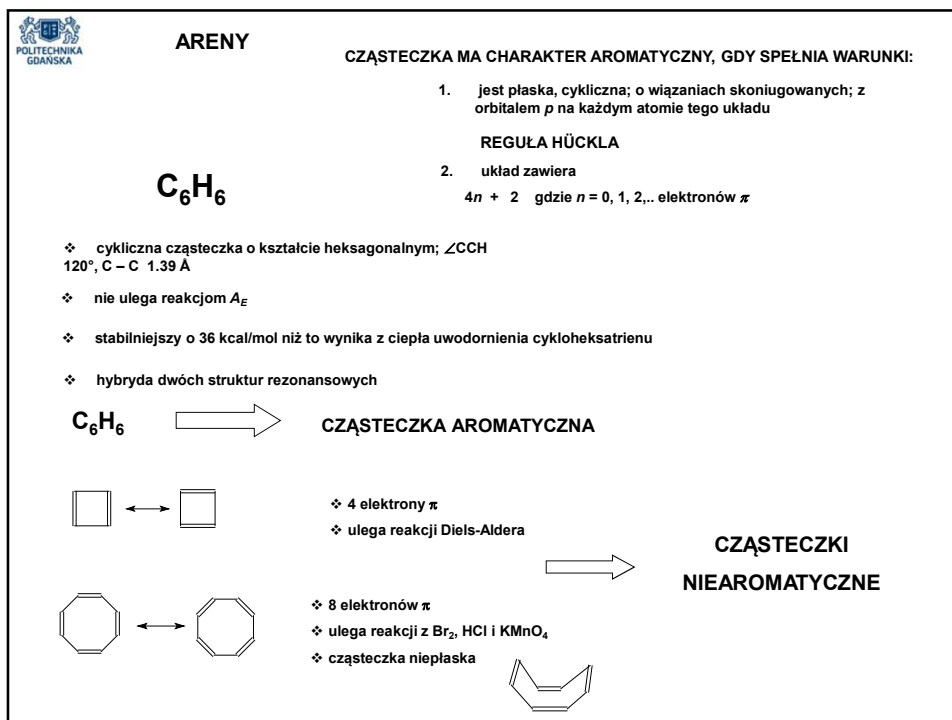 POLITECHNIKA
GDAŃSKA
ARENY
CZĄSTECZKA MA CHARAKTER AROMATYCZNY, GDY SPEŁNIA WARUNKI:
1. jest płaska, cykliczna; o wiązaniach skoniugowanych; z
orbitalem p na każdym atomie tego układu
REGUŁA HÜCKLA
2. układ zawiera
4n + 2 gdzie n = 0, 1, 2,.. elektronów π
C₆H₆
❖ cykliczna cząsteczka o kształcie heksagonalnym; ∠CCH
120°, C – C 1.39 Å
❖ nie ulega reakcjom A_E
❖ stabilniejszy o 36 kcal/mol niż to wynika z ciepła uwodornienia cykloheksatrienu
❖ hybryda dwóch struktur rezonansowych
C₆H₆ CZĄSTECZKA AROMATYCZNA
❖ 4 elektrony π
❖ ulega reakcji Diels-Aldera
CZĄSTECZKI
NIEAROMATYCZNE
❖ 8 elektronów π
❖ ulega reakcji z Br₂, HCl i KMnO₄
❖ cząsteczka niepłaska